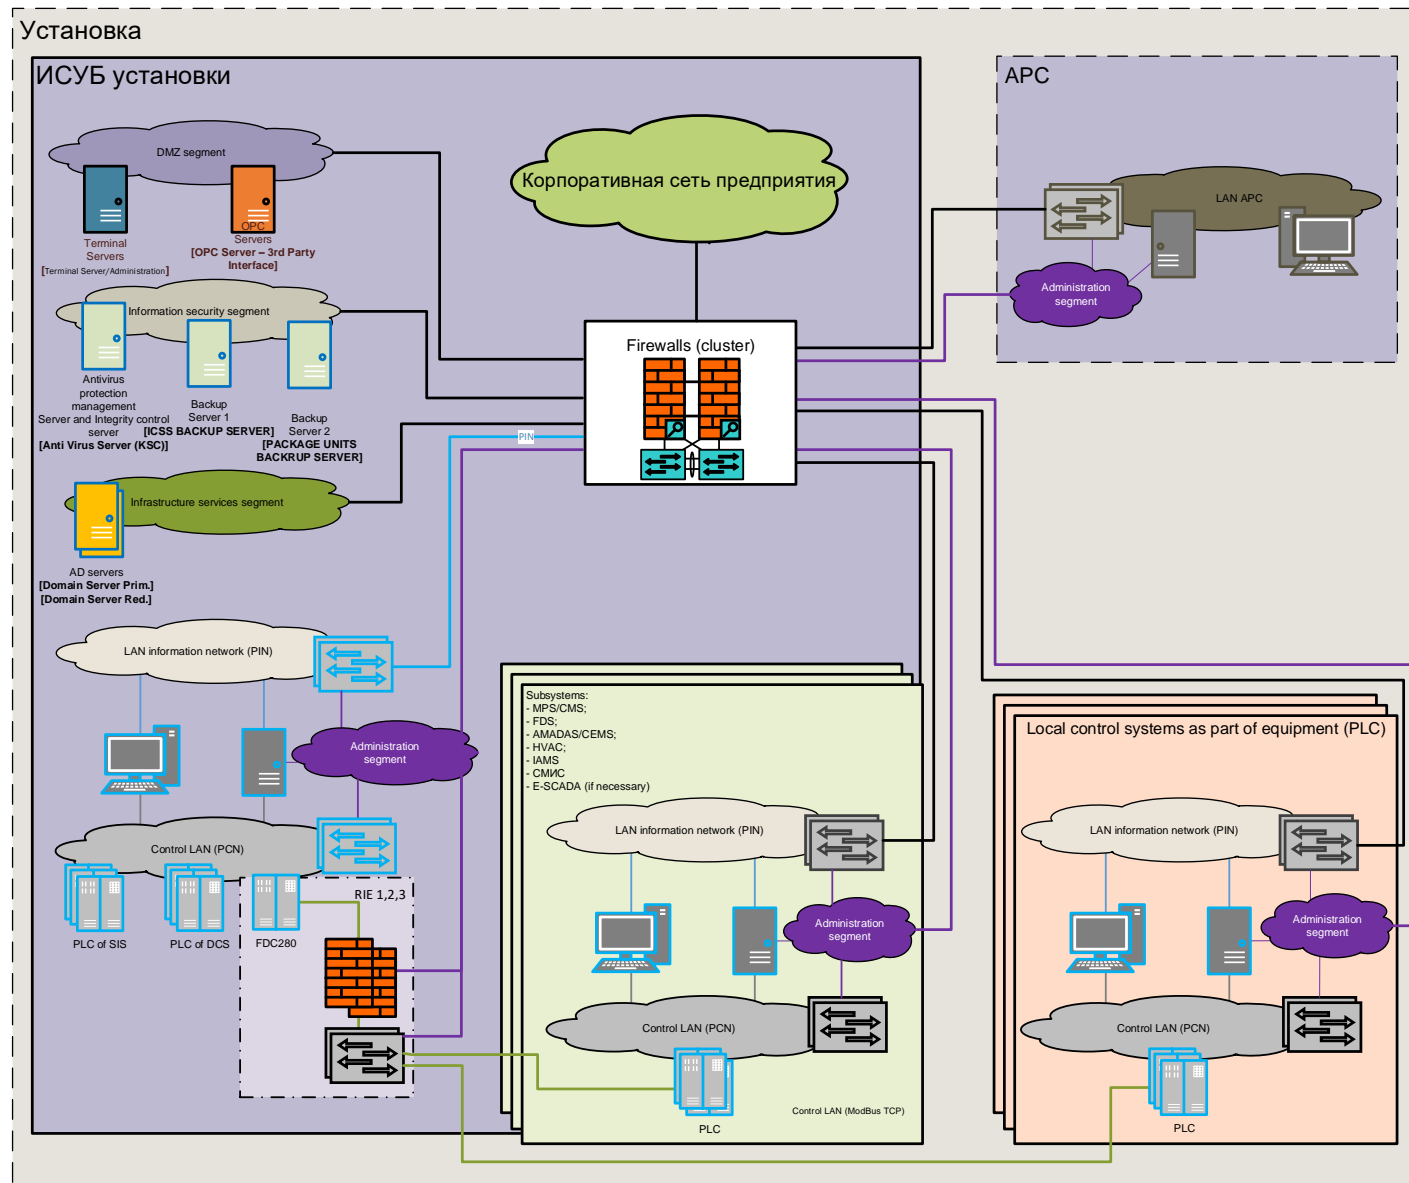 Установка
ИСУБ установки
APC
DMZ segment
Terminal
Servers
[Terminal Server/Administration]
OPC
Servers
[OPC Server – 3rd Party
Interface]
Корпоративная сеть предприятия
LAN APC
Administration
segment
Information security segment
Antivirus
protection
management
Server and Integrity control
server
[Anti Virus Server (KSC)]
Backup
Server 1
[ICSS BACKUP SERVER]
Backup
Server 2
[PACKAGE UNITS
BACKRUP SERVER]
Firewalls (cluster)
PIN
Infrastructure services segment
AD servers
[Domain Server Prim.]
[Domain Server Red.]
LAN information network (PIN)
Administration
segment
Control LAN (PCN)
PLC of SIS
PLC of DCS
FDC280
RIE 1,2,3
Subsystems:
- MPS/CMS;
- FDS;
- AMADAS/CEMS;
- HVAC;
- IAMS
- СМИС
- E-SCADA (if necessary)
LAN information network (PIN)
Administration
segment
Control LAN (PCN)
Control LAN (ModBus TCP)
PLC
Local control systems as part of equipment (PLC)
LAN information network (PIN)
Administration
segment
Control LAN (PCN)
PLC